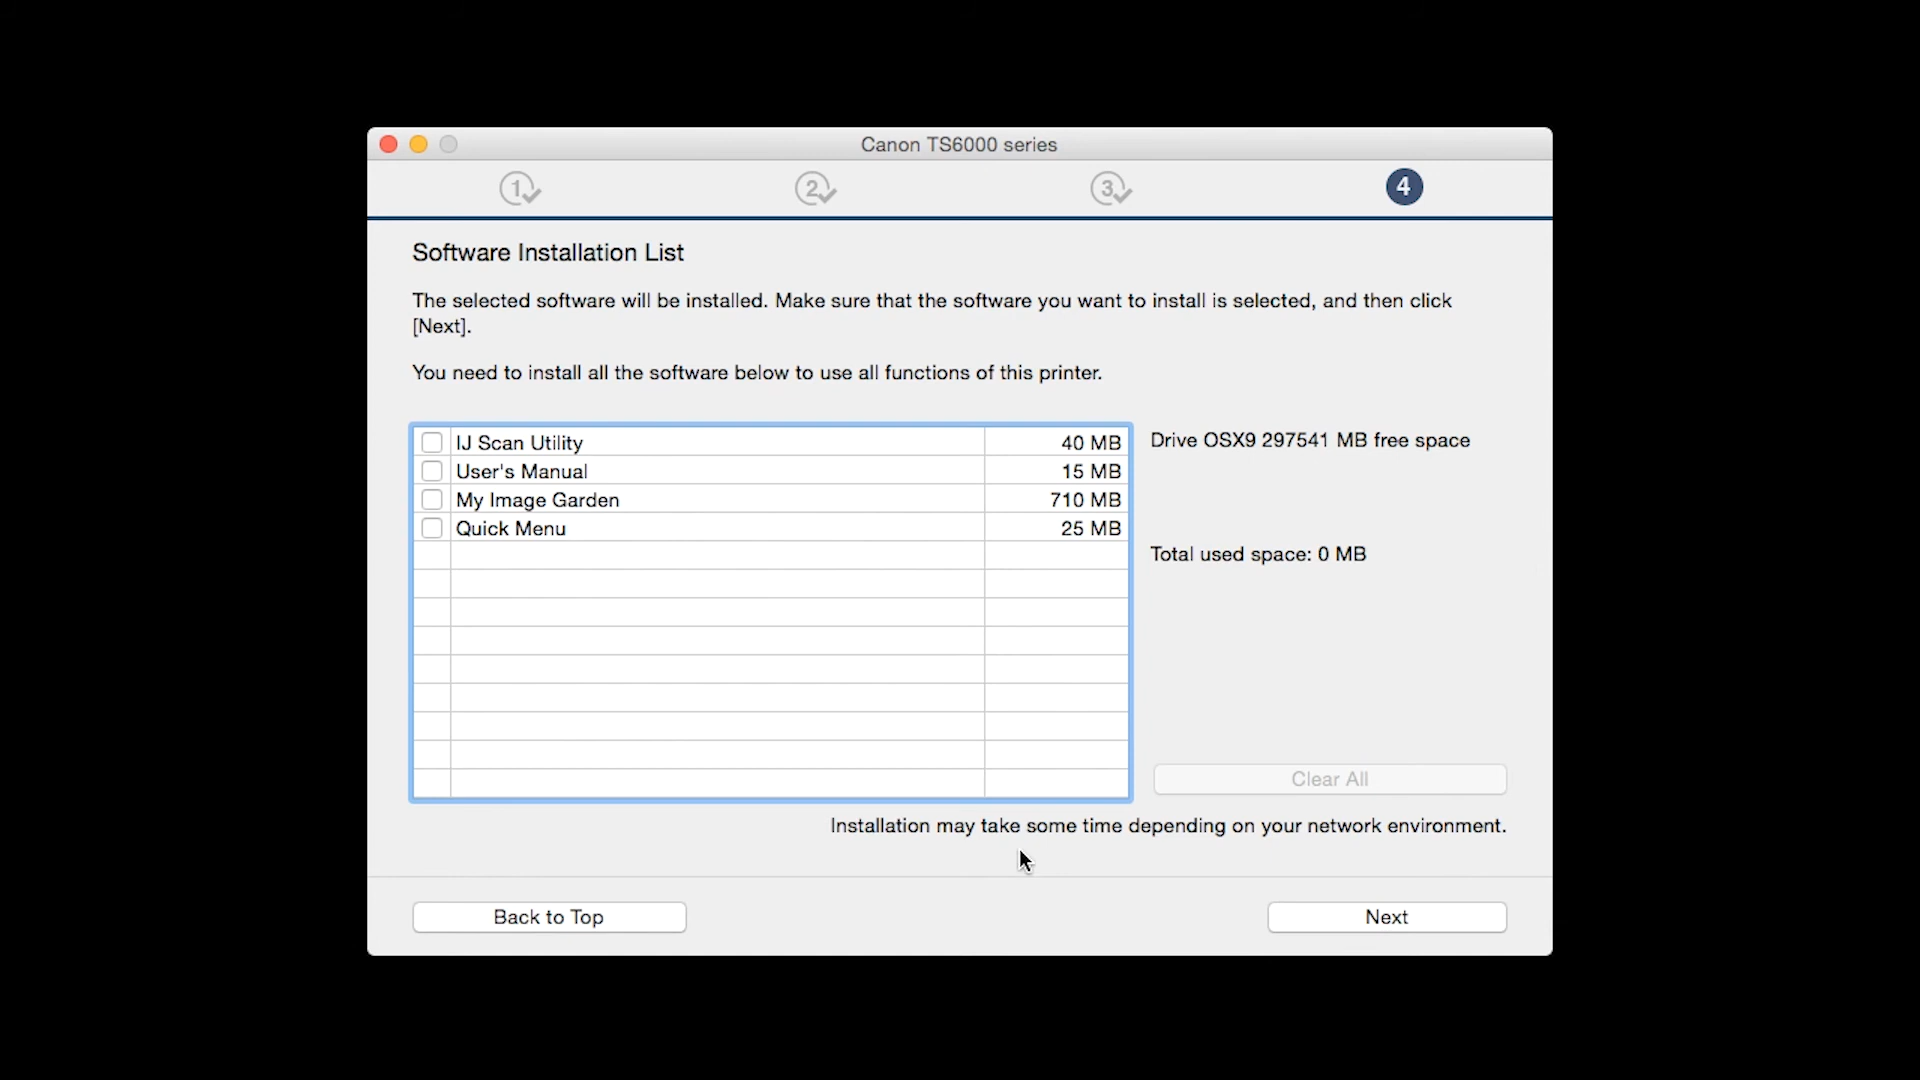 Canon TS6000 series
1 2 3 4
Software Installation List
The selected software will be installed. Make sure that the software you want to install is selected, and then click
[Next].
You need to install all the software below to use all functions of this printer.
IJ Scan Utility 40 MB
User's Manual 15 MB
My Image Garden 710 MB
Quick Menu 25 MB
Drive OSX9 297541 MB free space
Total used space: 0 MB
Clear All
Installation may take some time depending on your network environment.
Back to Top
Next